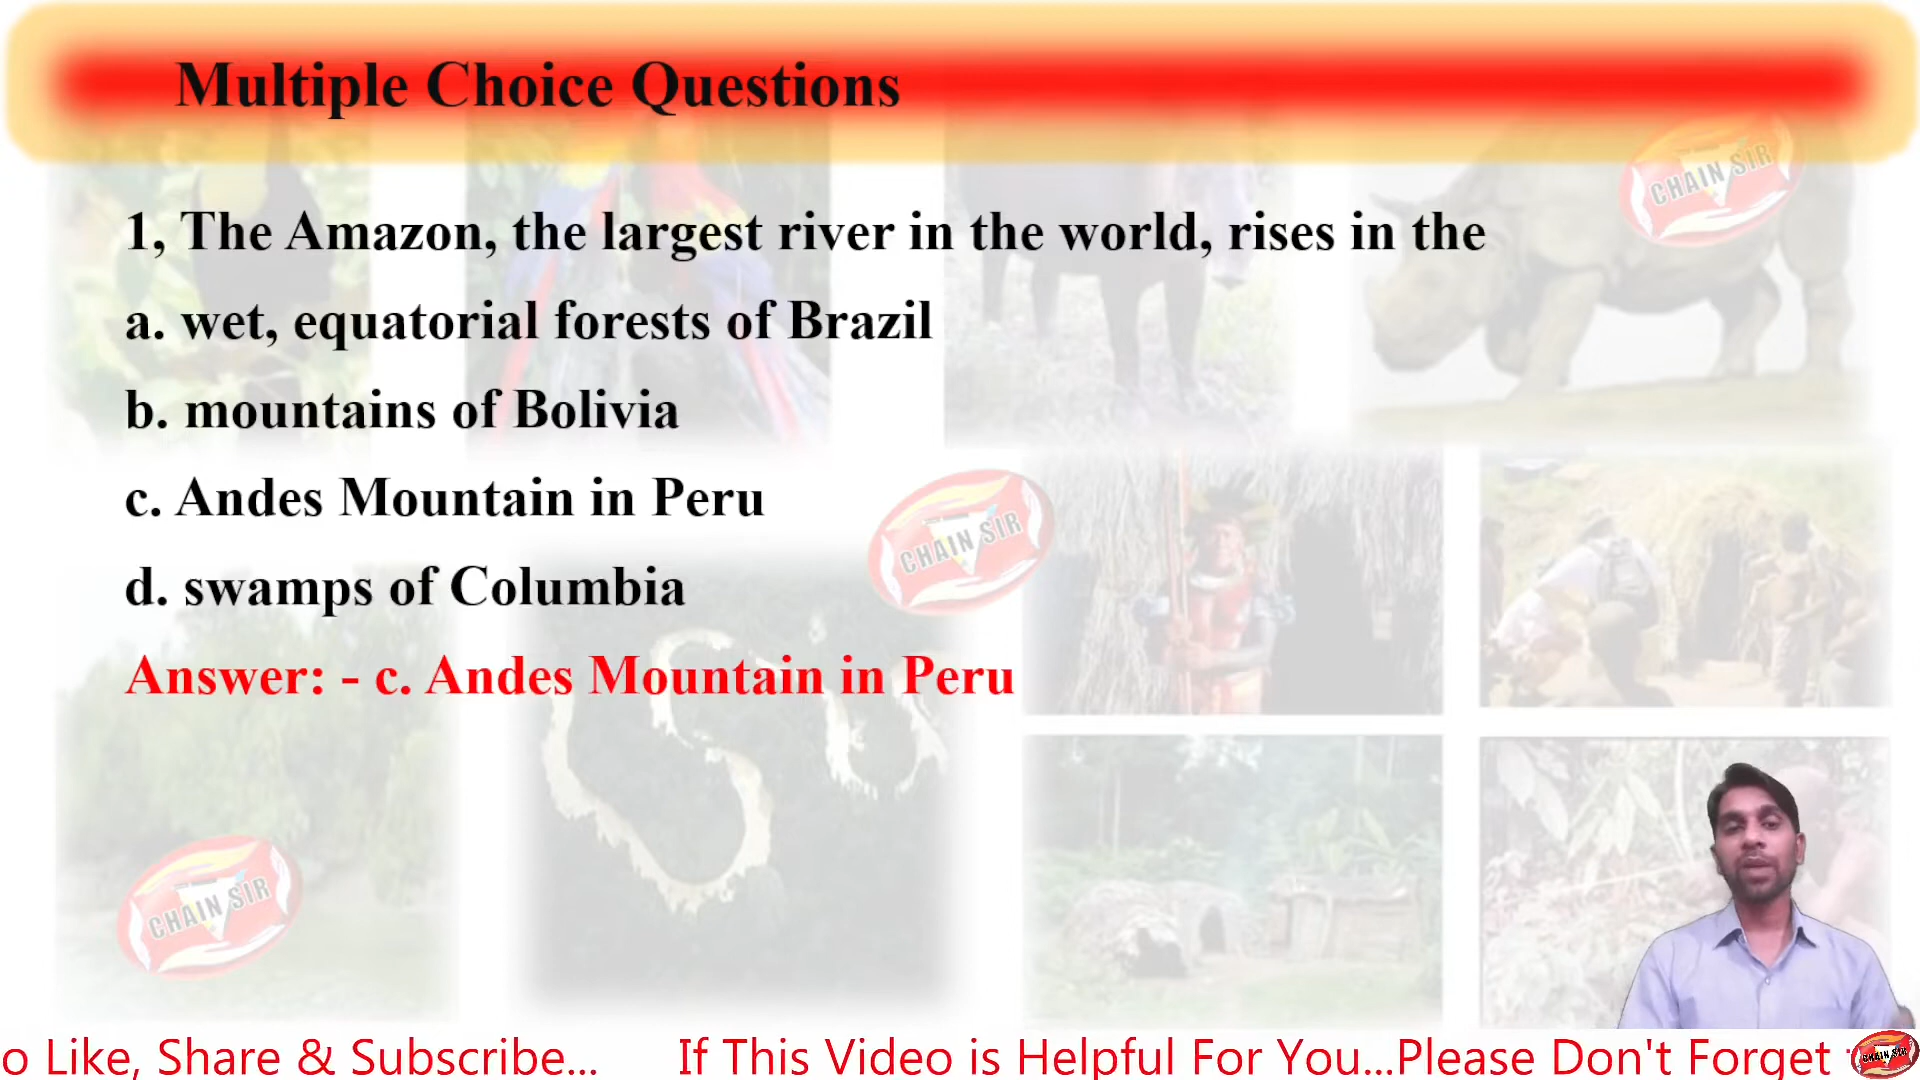 Multiple Choice Questions
CHAIN SIR
1, The Amazon, the largest river in the world, rises in the
a. wet, equatorial forests of Brazil
b. mountains of Bolivia
c. Andes Mountain in Peru
CHAIN SIR
d. swamps of Columbia
Answer: - c. Andes Mountain in Peru
CHAIN SIR
o Like, Share & Subscribe... If This Video is Helpful For You...Please Don't Forget
CHAIN SIR